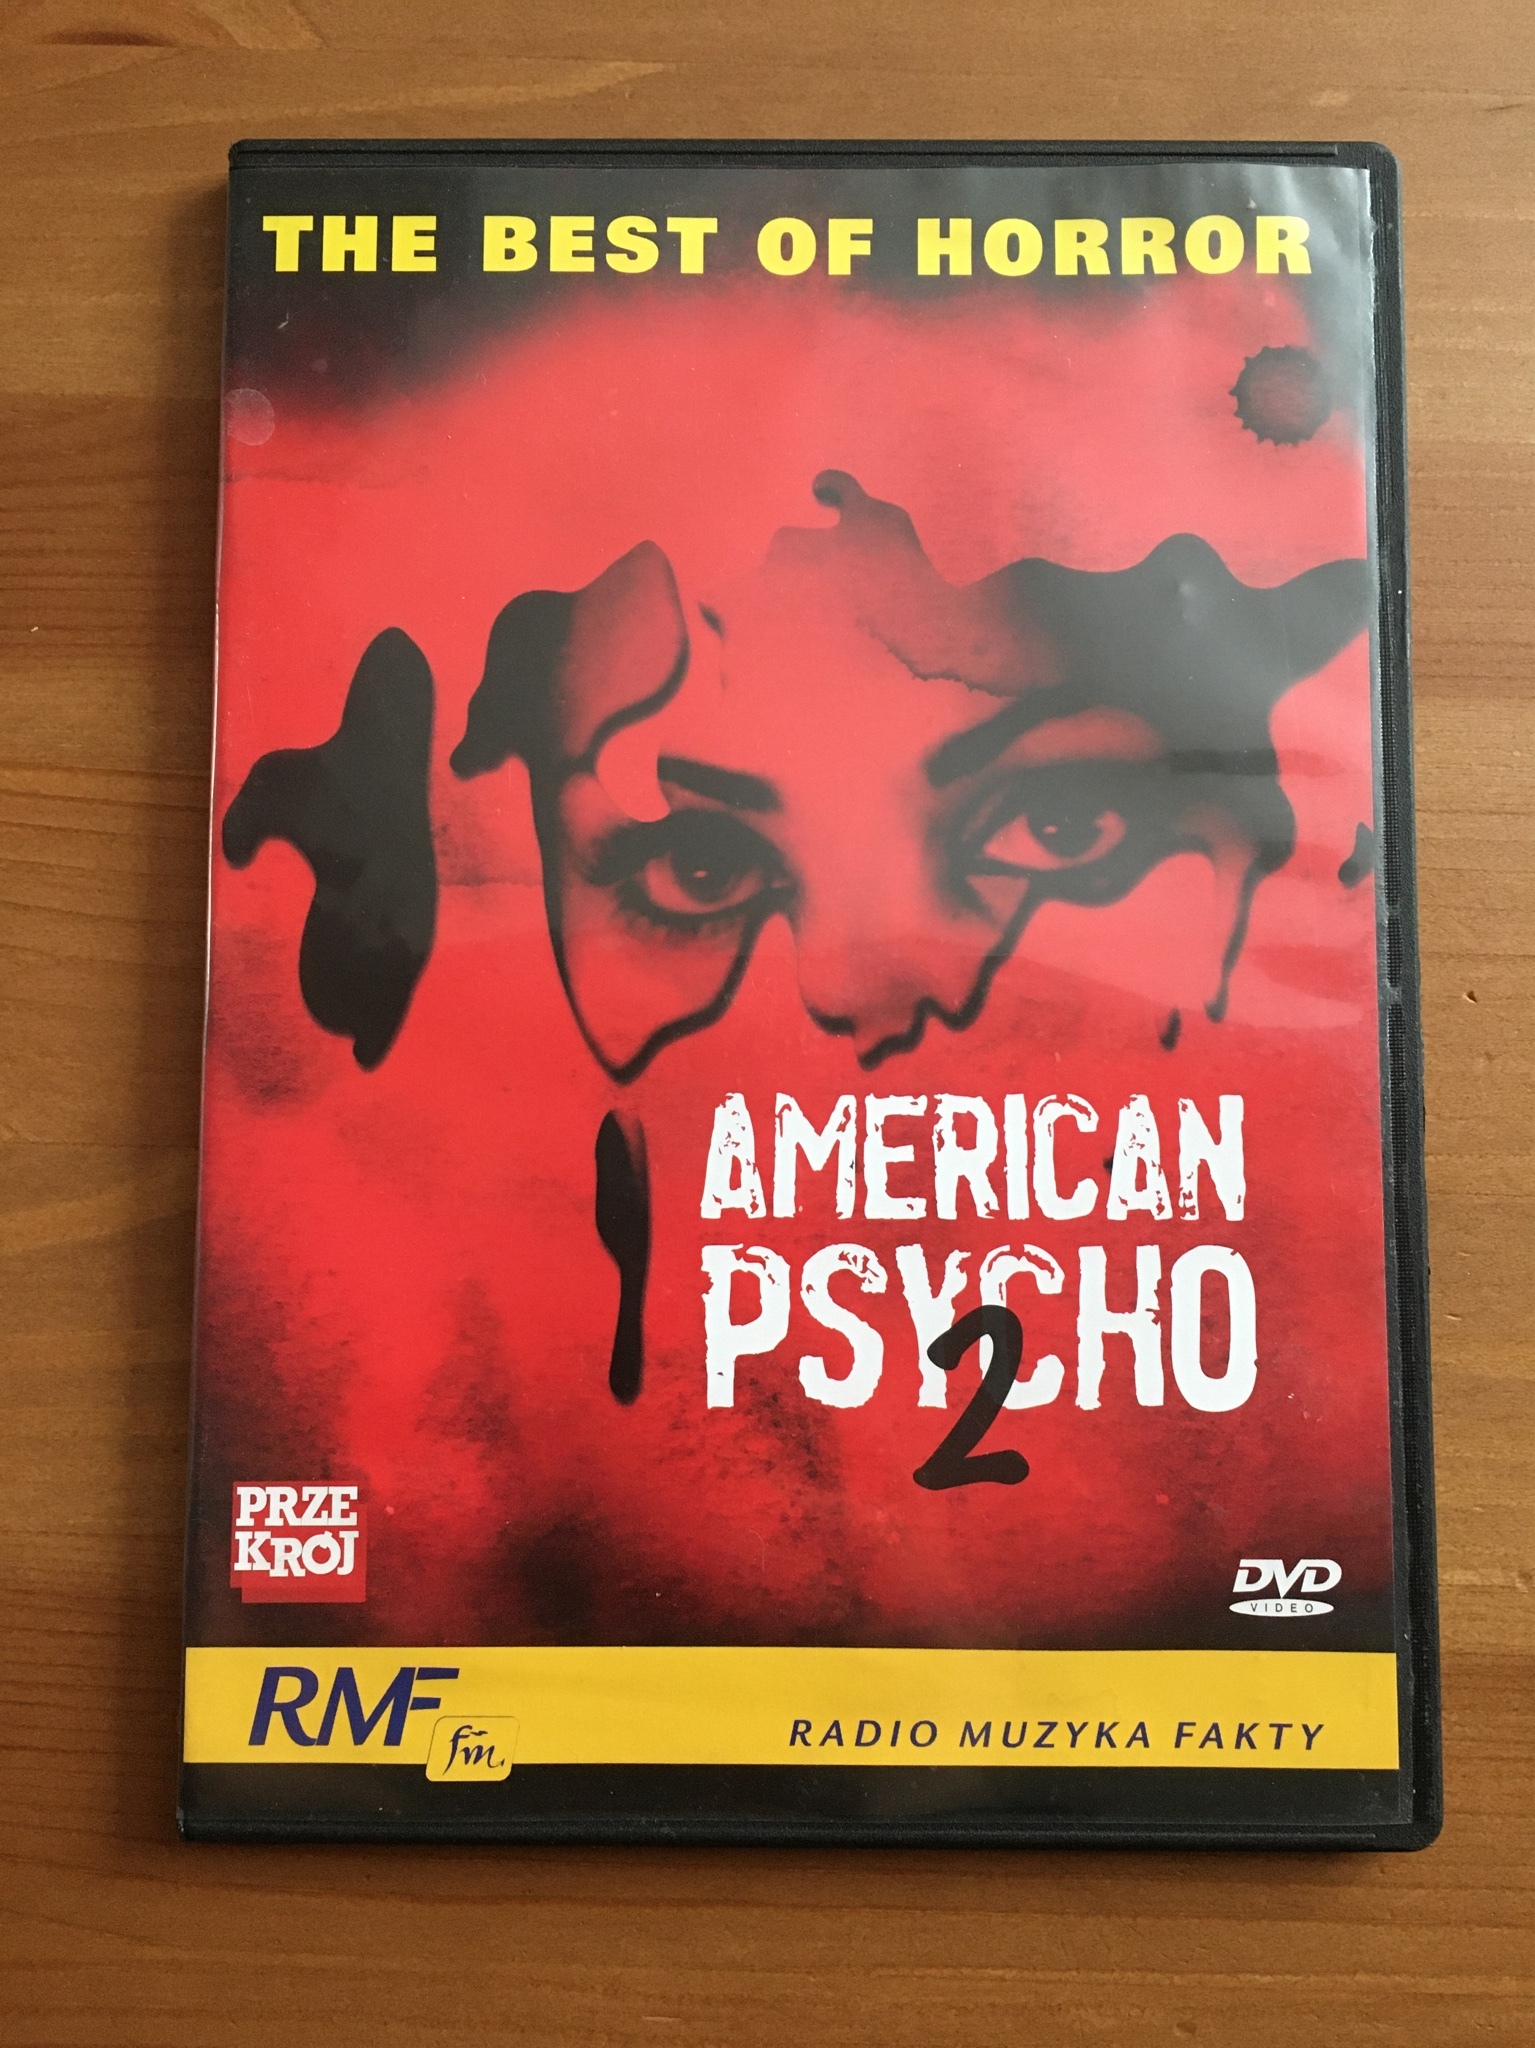 THE BEST OF HORROR
AMERICAN
PSYCHO
2
PRZE
KRÓJ
DVD
VIDEO
RMF
fm
RADIO MUZYKA FAKTY